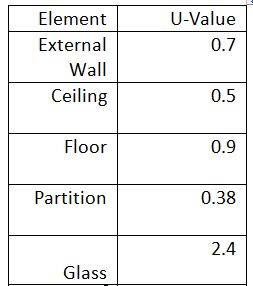 Element U-Value
External 0.7
Wall
Ceiling 0.5
Floor 0.9
Partition 0.38
2.4
Glass